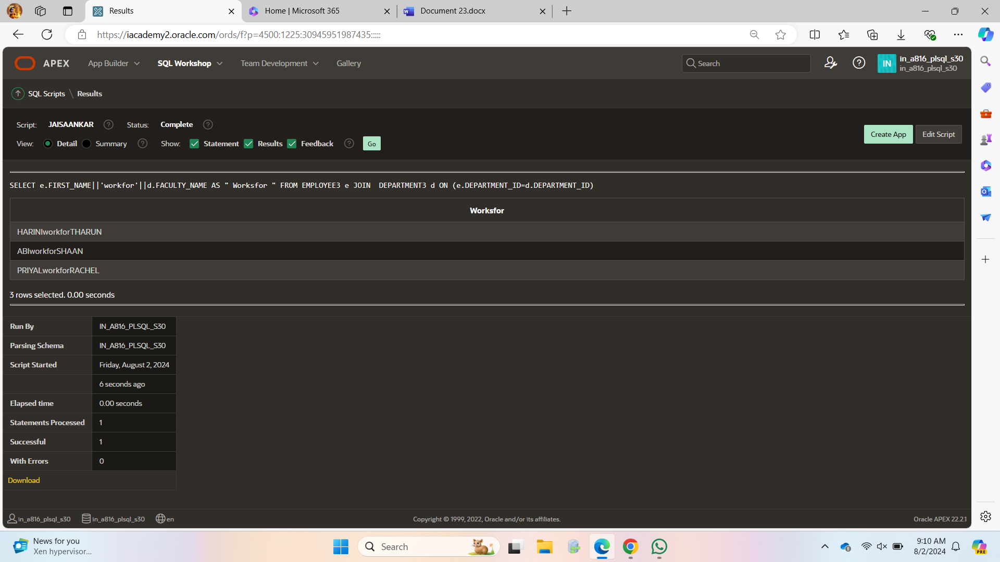 Results
Home | Microsoft 365
Document 23.docx
https://iacademy2.oracle.com/ords/f?p=4500:1225:30945951987435:::::
APEX
App Builder
SQL Workshop
Team Development
Gallery
Search
IN
in_a816_plsql_s30
in_a816_plsql_s30
SQL Scripts \ Results
Script: JAISAANKAR ? Status: Complete ?
View: Detail Summary ? Show: Statement Results Feedback ? Go
Create App
Edit Script
SELECT e.FIRST_NAME||'workfor'||d.FACULTY_NAME AS " Worksfor " FROM EMPLOYEE3 e JOIN  DEPARTMENT3 d ON (e.DEPARTMENT_ID=d.DEPARTMENT_ID)
Worksfor
HARINIworkforTHARUN
ABIworkforSHAAN
PRIYALworkforRACHEL
3 rows selected. 0.00 seconds
Run By IN_A816_PLSQL_S30
Parsing Schema IN_A816_PLSQL_S30
Script Started Friday, August 2, 2024
6 seconds ago
Elapsed time 0.00 seconds
Statements Processed 1
Successful 1
With Errors 0
Download
in_a816_plsql_s30 in_a816_plsql_s30 en
Copyright © 1999, 2022, Oracle and/or its affiliates.
Oracle APEX 22.2.1
News for you
Xen hypervisor...
Search
9:10 AM
8/2/2024
PRE